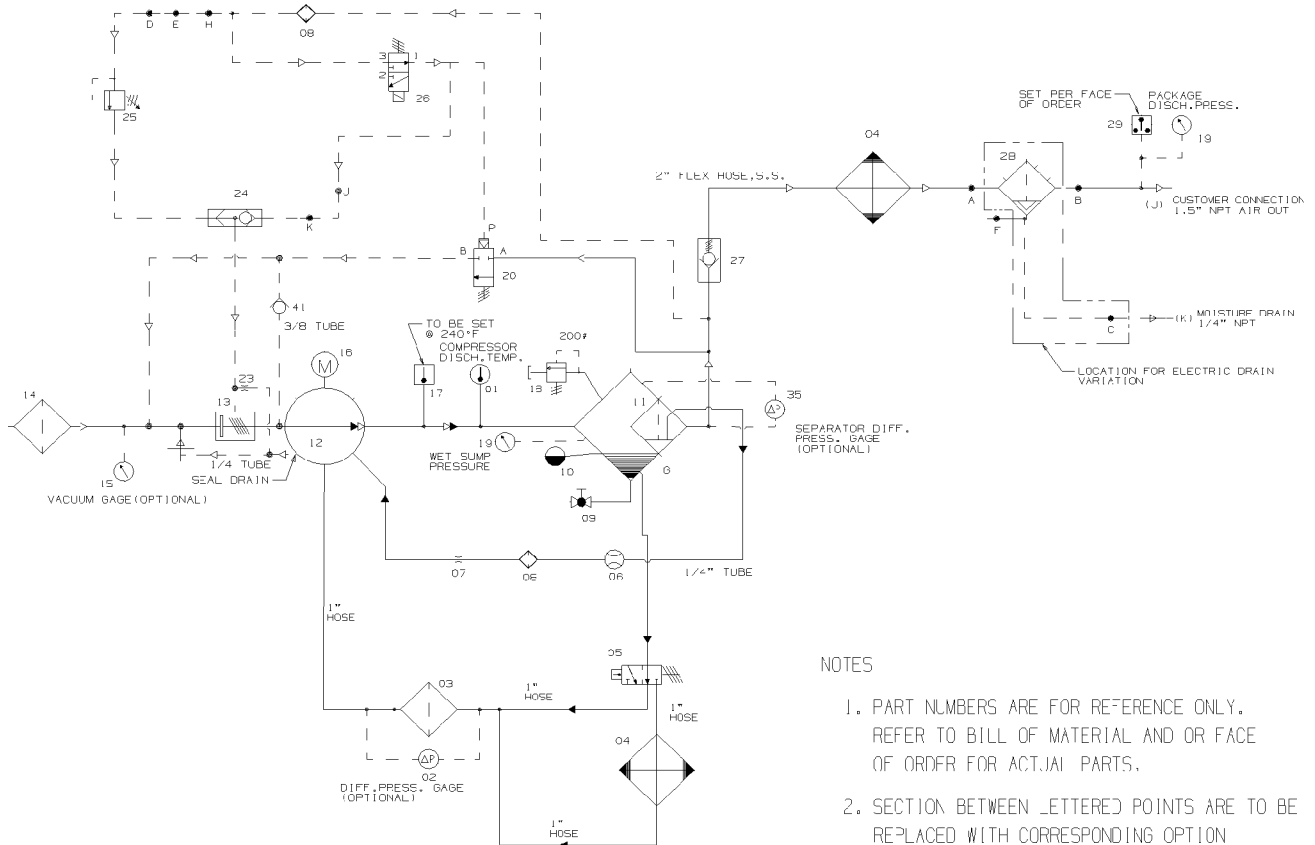 D
E
H
08
3
1
2
26
25
24
J
K
P
B
A
20
41
3/8 TUBE
TO BE SET
@ 240°F
COMPRESSOR
DISCH.TEMP.
200#
16
M
17
01
18
11
35
ΔP
SEPARATOR DIFF.
PRESS. GAGE
(OPTIONAL)
23
14
13
12
19
WET SUMP
PRESSURE
10
G
1/4 TUBE
SEAL DRAIN
15
VACUUM GAGE(OPTIONAL)
09
07
06
1/4" TUBE
2" FLEX HOSE,S.S.
27
04
SET PER FACE
OF ORDER
PACKAGE
DISCH.PRESS.
29
19
28
A
B
F
(J) CUSTOMER CONNECTION
1.5" NPT AIR OUT
C
(K) MOISTURE DRAIN
1/4" NPT
LOCATION FOR ELECTRIC DRAIN
VARIATION
1"
HOSE
05
03
1"
HOSE
1"
HOSE
04
ΔP
02
DIFF.PRESS. GAGE
(OPTIONAL)
1"
HOSE
NOTES
1. PART NUMBERS ARE FOR REFERENCE ONLY.
REFER TO BILL OF MATERIAL AND OR FACE
OF ORDER FOR ACTUAL PARTS.
2. SECTION BETWEEN LETTERED POINTS ARE TO BE
REPLACED WITH CORRESPONDING OPTION